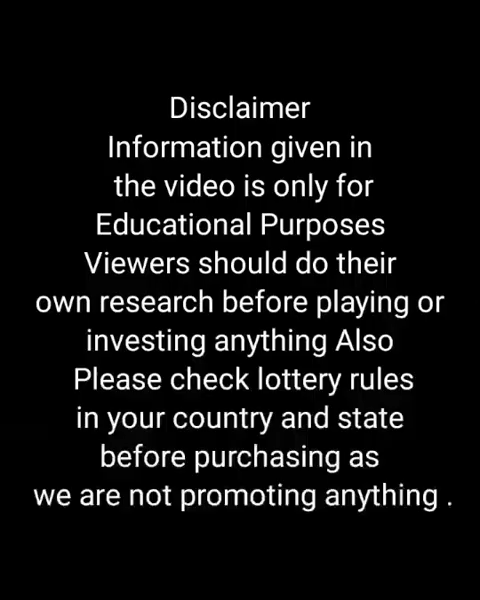 Disclaimer
Information given in
the video is only for
Educational Purposes
Viewers should do their
own research before playing or
investing anything Also
Please check lottery rules
in your country and state
before purchasing as
we are not promoting anything .